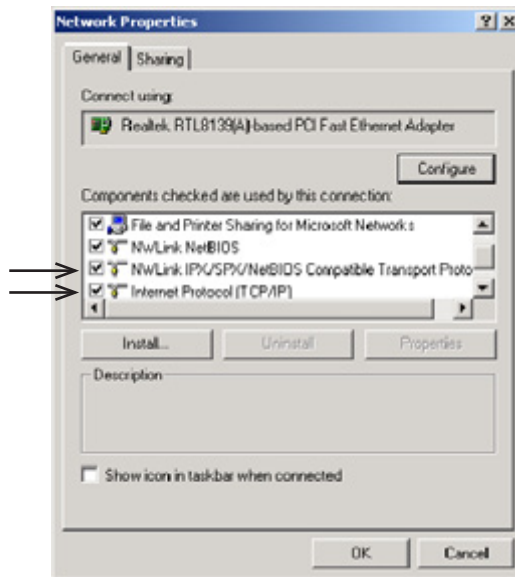 Network Properties
General
Sharing
Connect using:
Realtek RTL8139(A)-based PCI Fast Ethernet Adapter
Configure
Components checked are used by this connection:
File and Printer Sharing for Microsoft Networks
NWLink NetBIOS
NWLink IPX/SPX/NetBIOS Compatible Transport Proto
Internet Protocol (TCP/IP)
Install...
Uninstall
Properties
Description
Show icon in taskbar when connected
OK
Cancel